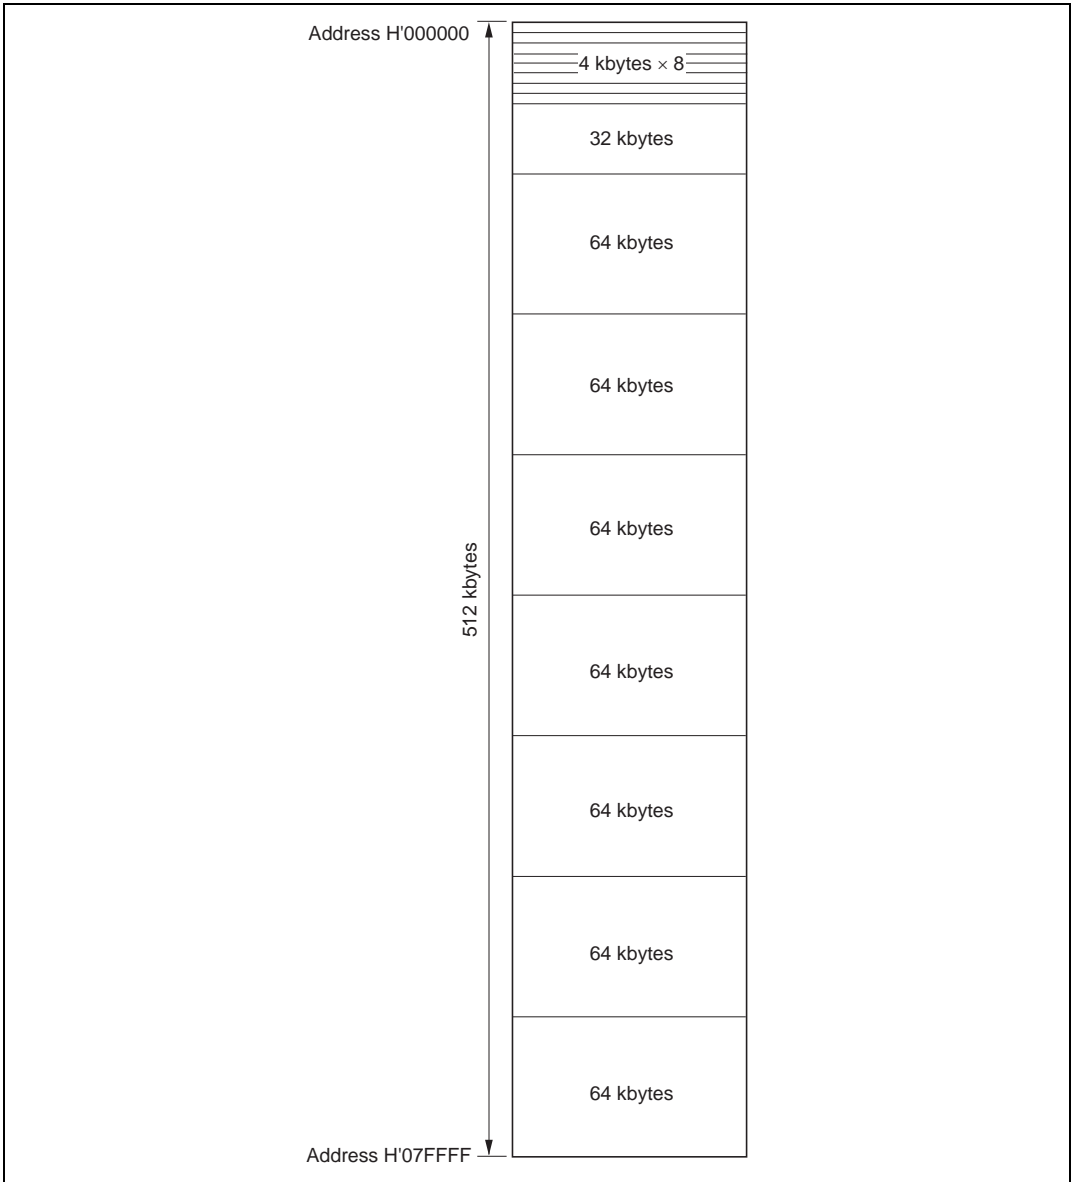 Address H'000000
4 kbytes × 8
32 kbytes
64 kbytes
64 kbytes
64 kbytes
512 kbytes
64 kbytes
64 kbytes
64 kbytes
64 kbytes
Address H'07FFFF